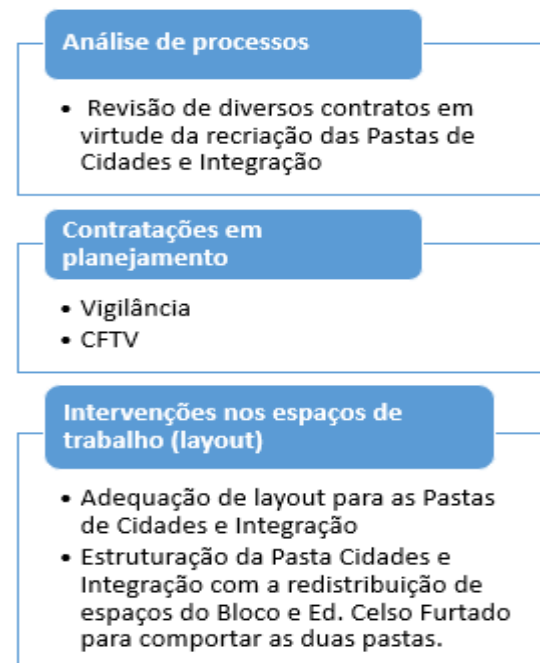 Análise de processos
• Revisão de diversos contratos em
virtude da recriação das Pastas de
Cidades e Integração
Contratações em
planejamento
• Vigilância
• CFTV
Intervenções nos espaços de
trabalho (layout)
• Adequação de layout para as Pastas
de Cidades e Integração
• Estruturação da Pasta Cidades e
Integração com a redistribuição de
espaços do Bloco e Ed. Celso Furtado
para comportar as duas pastas.